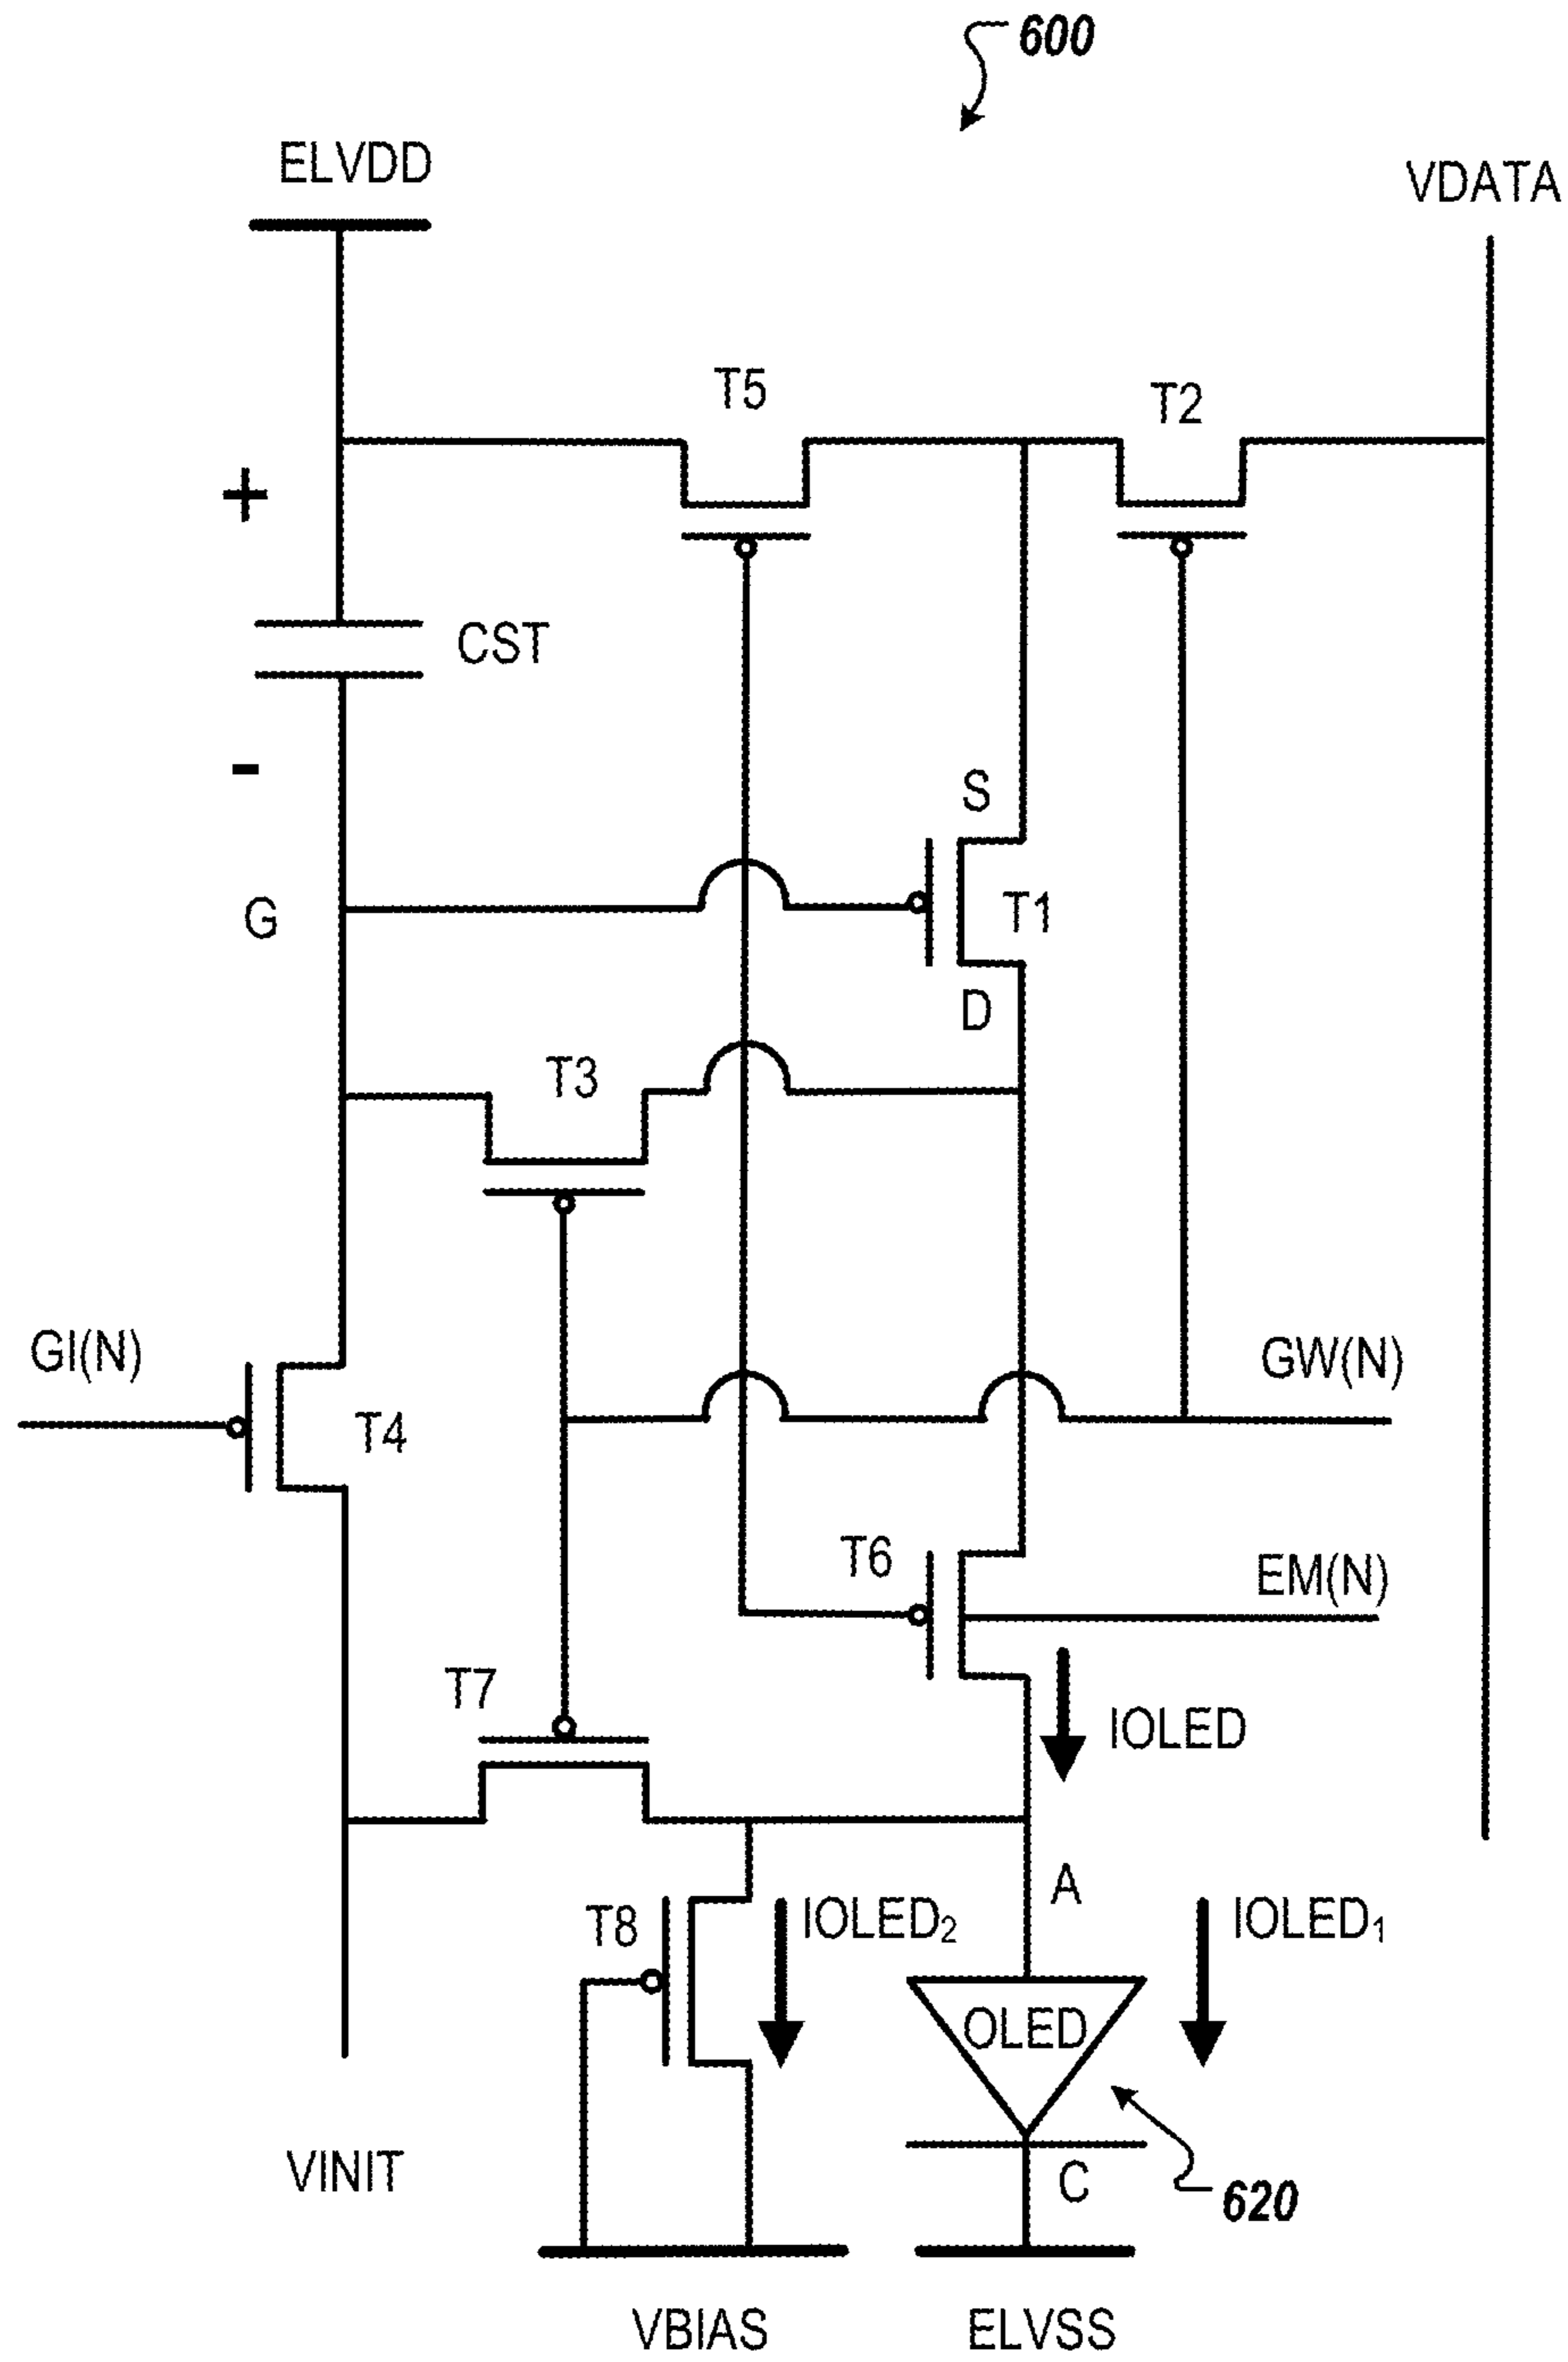 600
ELVDD
VDATA
T5
T2
+
CST
-
S
G
T1
D
T3
GI(N)
GW(N)
T4
T6
EM(N)
T7
IOLED
A
T8
IOLED₂
IOLED₁
OLED
VINIT
C
620
VBIAS
ELVSS